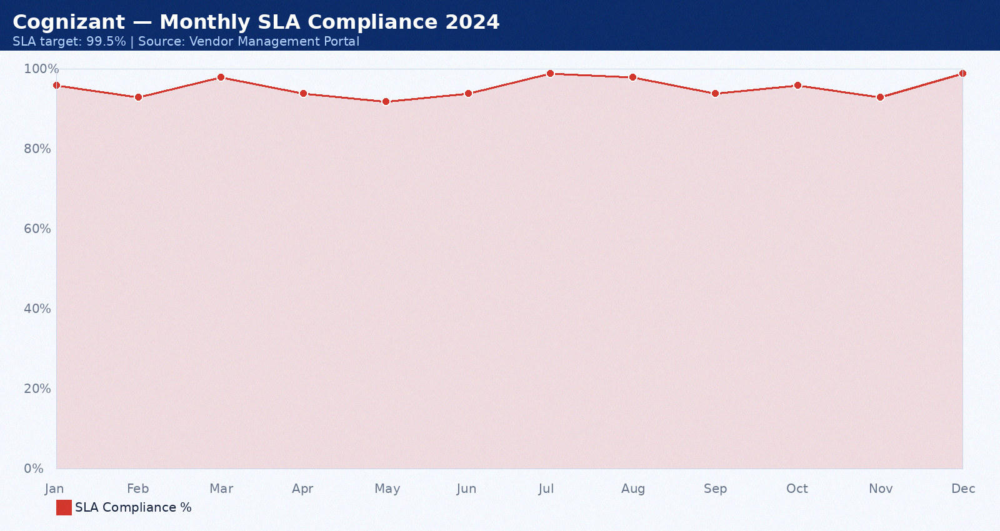 Cognizant — Monthly SLA Compliance 2024
SLA target: 99.5% | Source: Vendor Management Portal
100%
80%
60%
40%
20%
0%
Jan Feb Mar Apr May Jun Jul Aug Sep Oct Nov Dec
SLA Compliance %